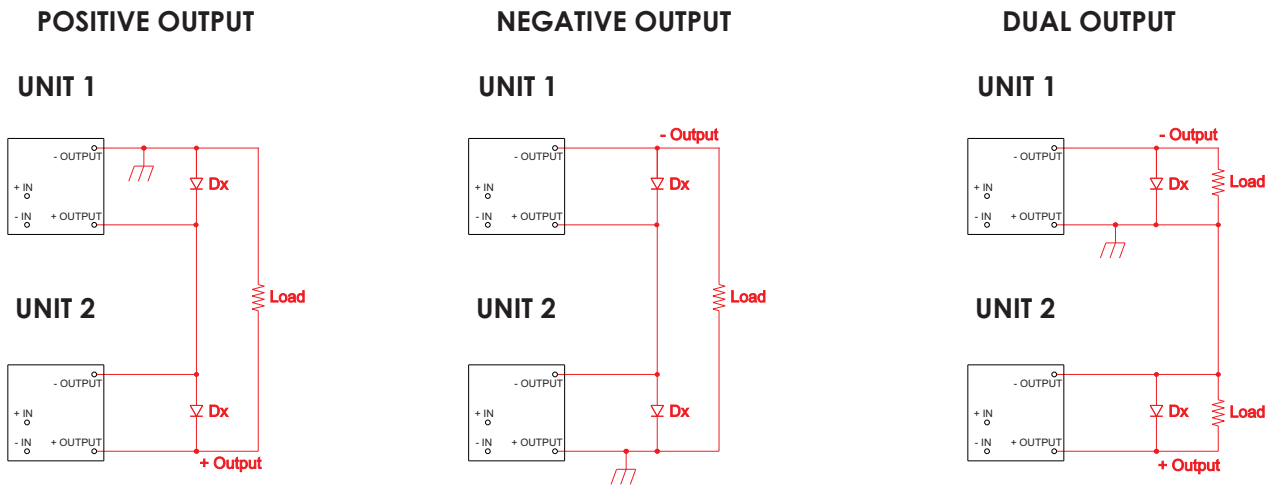 POSITIVE OUTPUT
UNIT 1
- OUTPUT
+ IN
- IN
+ OUTPUT
Dx
Load
UNIT 2
- OUTPUT
+ IN
- IN
+ OUTPUT
Dx
+ Output
NEGATIVE OUTPUT
UNIT 1
- Output
- OUTPUT
+ IN
- IN
+ OUTPUT
Dx
Load
UNIT 2
- OUTPUT
+ IN
- IN
+ OUTPUT
Dx
DUAL OUTPUT
UNIT 1
- Output
- OUTPUT
+ IN
- IN
+ OUTPUT
Dx
Load
UNIT 2
- OUTPUT
+ IN
- IN
+ OUTPUT
Dx
Load
+ Output